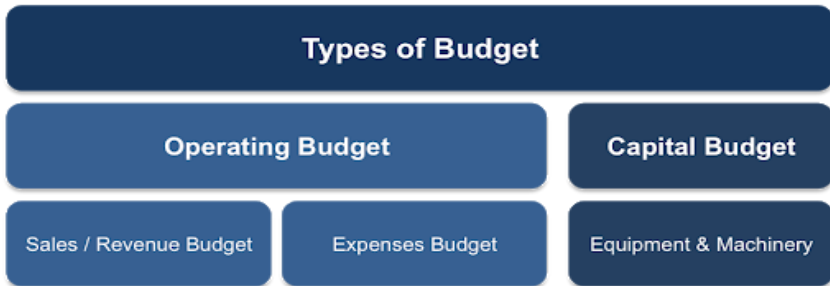 Types of Budget
Operating Budget
Capital Budget
Sales / Revenue Budget
Expenses Budget
Equipment & Machinery